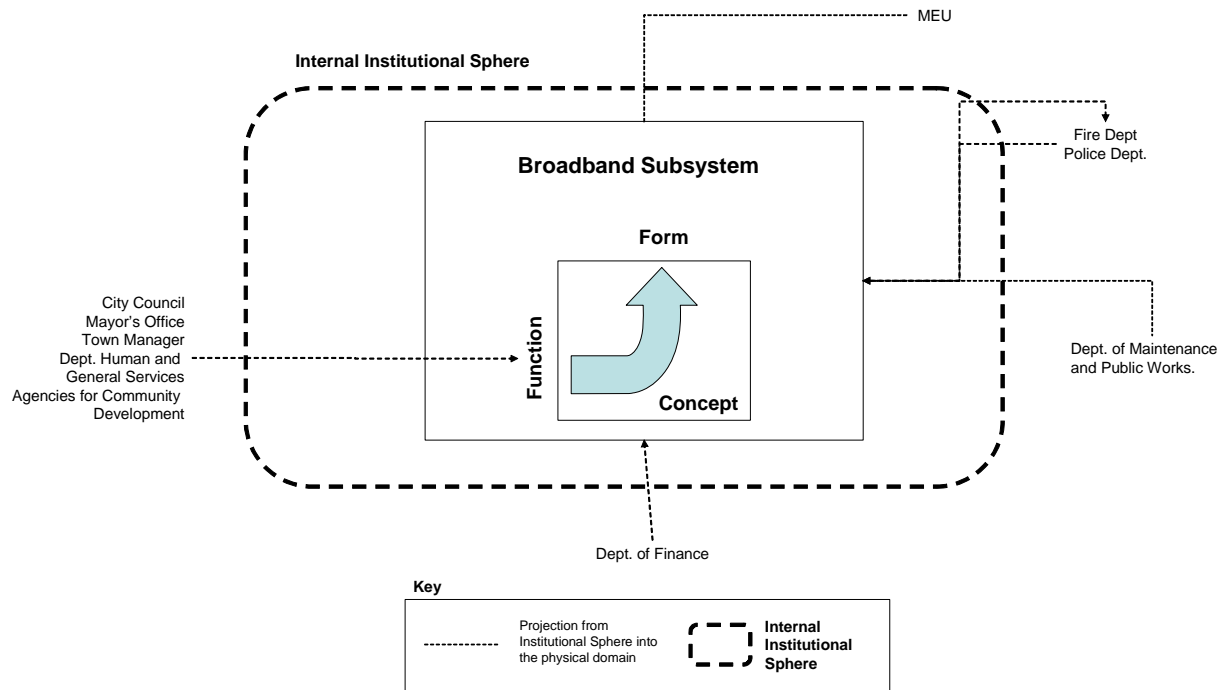 MEU
Internal Institutional Sphere
Fire Dept
Police Dept.
Broadband Subsystem
Form
Function
Concept
City Council
Mayor's Office
Town Manager
Dept. Human and
General Services
Agencies for Community
Development
Dept. of Maintenance
and Public Works.
Dept. of Finance
Key
Projection from
Institutional Sphere into
the physical domain
Internal
Institutional
Sphere